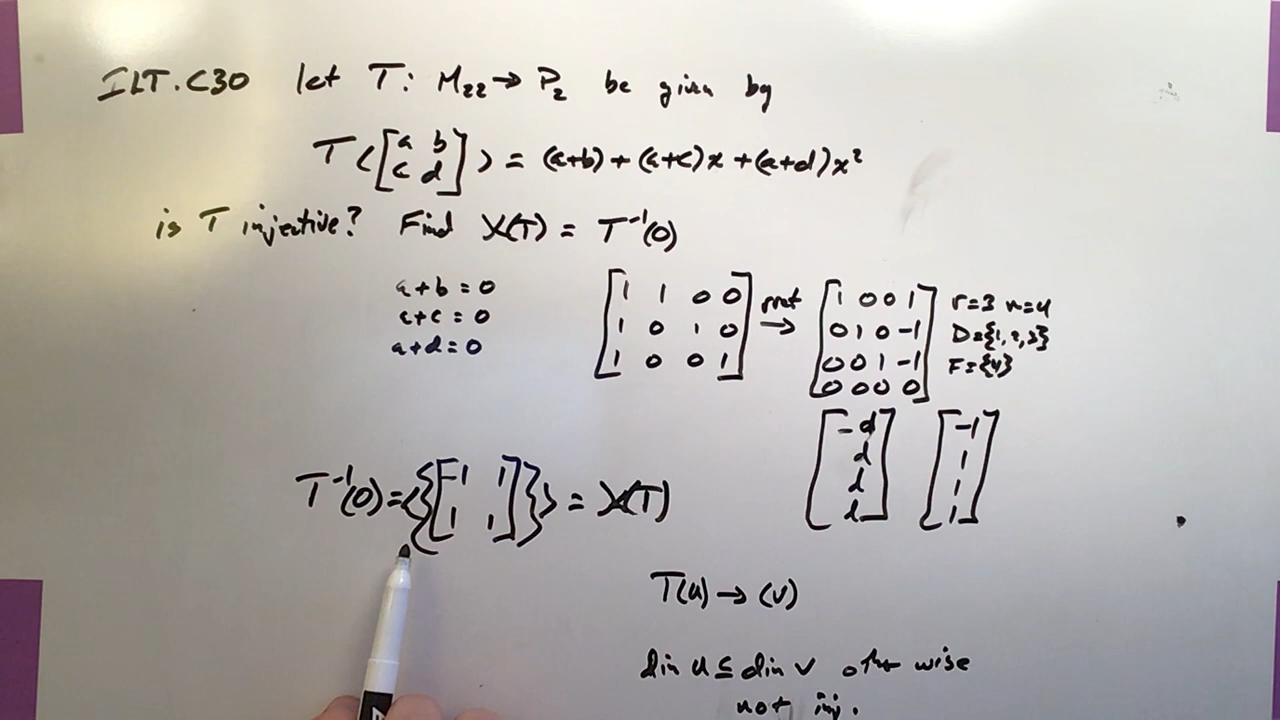 ILT.C30 let T: M₂₂→P₂ be given by
T([a b
c d]) = (a+b)+(a+c)x+(a+d)x²
is T injective? Find K(T) = T⁻¹(0)
a+b=0
a+c=0
a+d=0
[1 1 0 0
1 0 1 0
1 0 0 1]
rref →
[1 0 0 1
0 1 0 -1
0 0 1 -1
0 0 0 0]
r=3 n=4
D={1,2,3}
F={4}
[-d
d
d
d]
[-1
1
1
1]
T⁻¹(0)=⟨{[-1 1
1 1]}⟩ = K(T)
T(u)→(v)
dim u ≤ dim v other wise
not inj.